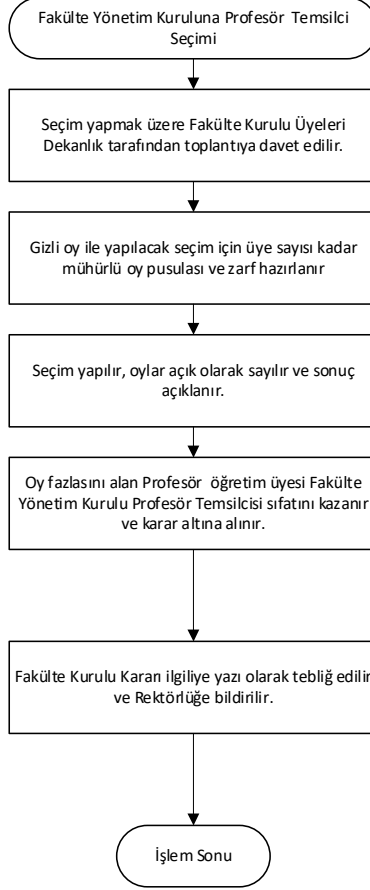 Fakülte Yönetim Kuruluna Profesör Temsilci
Seçimi
Seçim yapmak üzere Fakülte Kurulu Üyeleri
Dekanlık tarafından toplantıya davet edilir.
Gizli oy ile yapılacak seçim için üye sayısı kadar
mühürlü oy pusulası ve zarf hazırlanır
Seçim yapılır, oylar açık olarak sayılır ve sonuç
açıklanır.
Oy fazlasını alan Profesör öğretim üyesi Fakülte
Yönetim Kurulu Profesör Temsilcisi sıfatını kazanır
ve karar altına alınır.
Fakülte Kurulu Kararı ilgiliye yazı olarak tebliğ edilir
ve Rektörlüğe bildirilir.
İşlem Sonu